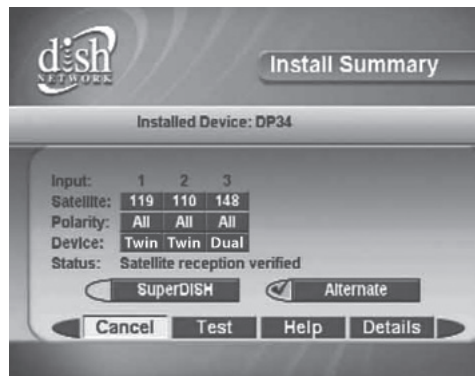 dish
NETWORK
Install Summary
Installed Device: DP34
Input: 1 2 3
Satellite: 119 110 148
Polarity: All All All
Device: Twin Twin Dual
Status: Satellite reception verified
SuperDISH Alternate
Cancel Test Help Details